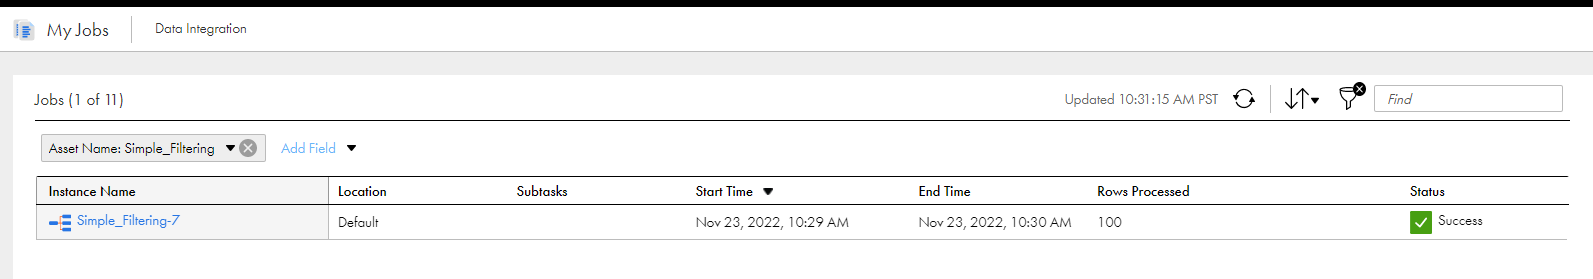 My Jobs Data Integration
Jobs (1 of 11) Updated 10:31:15 AM PST Find
Asset Name: Simple_Filtering Add Field
Instance Name Location Subtasks Start Time End Time Rows Processed Status
Simple_Filtering-7 Default Nov 23, 2022, 10:29 AM Nov 23, 2022, 10:30 AM 100 Success